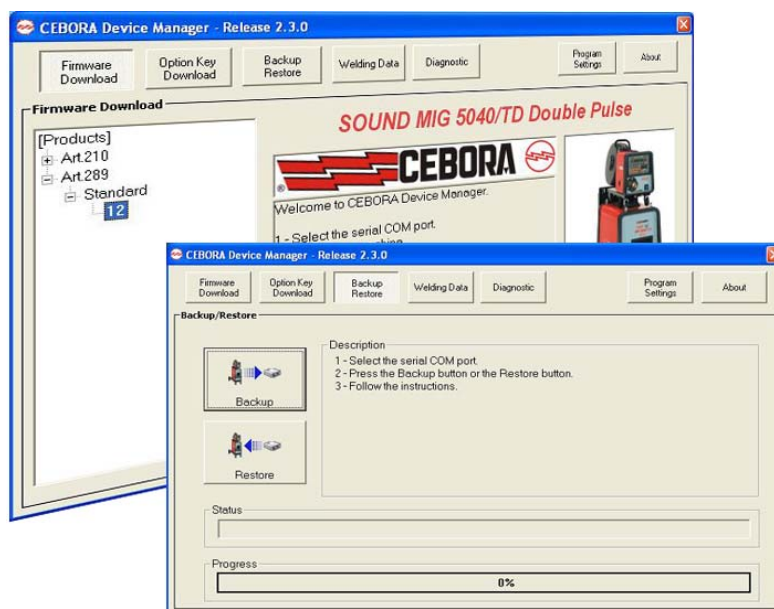 CEBORA Device Manager - Release 2.3.0
Firmware
Download
Option Key
Download
Backup
Restore
Welding Data
Diagnostic
Program
Settings
About
Firmware Download
[Products]
Art.210
Art.289
Standard
12
SOUND MIG 5040/TD Double Pulse
CEBORA
®
Welcome to CEBORA Device Manager.
1 - Select the serial COM port.
CEBORA Device Manager - Release 2.3.0
Firmware
Download
Option Key
Download
Backup
Restore
Welding Data
Diagnostic
Program
Settings
About
Backup/Restore
Backup
Restore
Description
1 - Select the serial COM port.
2 - Press the Backup button or the Restore button.
3 - Follow the instructions.
Status
Progress
0%